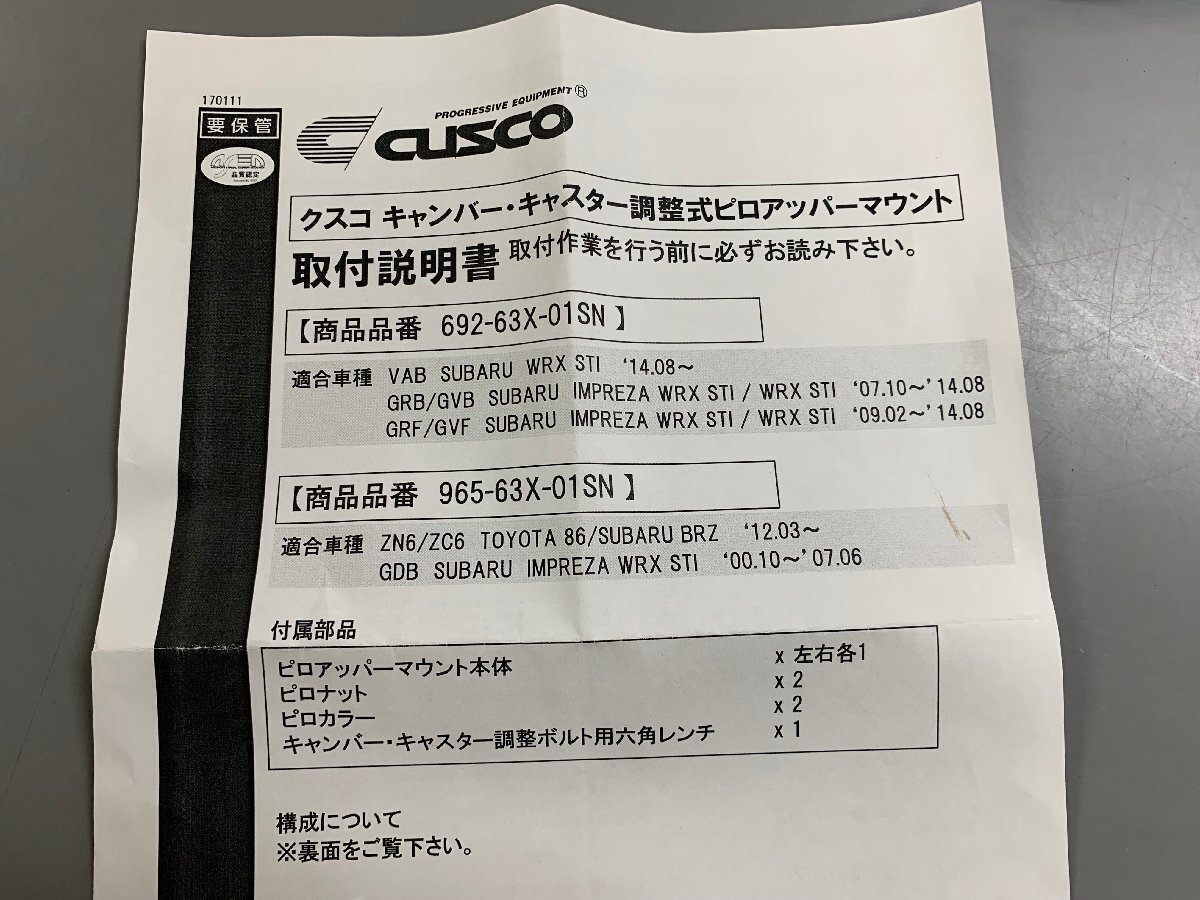 170111
要保管
品質認定
PROGRESSIVE EQUIPMENT®
CUSCO
クスコ キャンバー・キャスター調整式ピロアッパーマウント
取付説明書 取付作業を行う前に必ずお読み下さい。
【商品品番 692-63X-01SN】
適合車種 VAB SUBARU WRX STI '14.08～
GRB/GVB SUBARU IMPREZA WRX STI / WRX STI '07.10～'14.08
GRF/GVF SUBARU IMPREZA WRX STI / WRX STI '09.02～'14.08
【商品品番 965-63X-01SN】
適合車種 ZN6/ZC6 TOYOTA 86/SUBARU BRZ '12.03～
GDB SUBARU IMPREZA WRX STI '00.10～'07.06
付属部品
ピロアッパーマウント本体 x 左右各1
ピロナット x 2
ピロカラー x 2
キャンバー・キャスター調整ボルト用六角レンチ x 1
構成について
※裏面をご覧下さい。